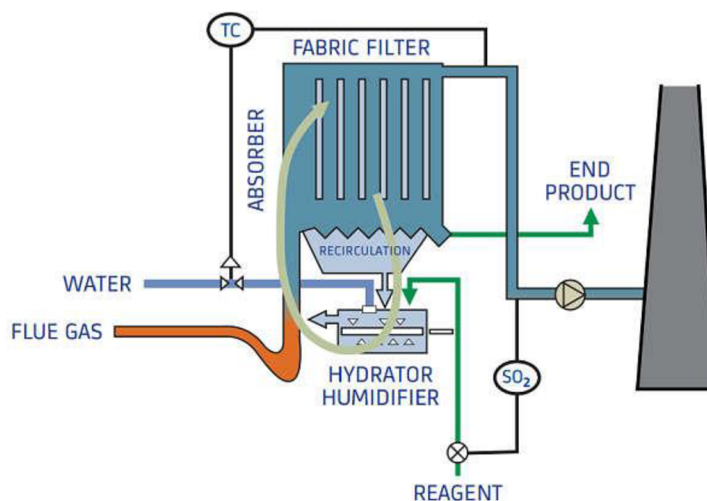 TC
FABRIC FILTER
ABSORBER
END
PRODUCT
RECIRCULATION
WATER
FLUE GAS
HYDRATOR
HUMIDIFIER
SO₂
REAGENT